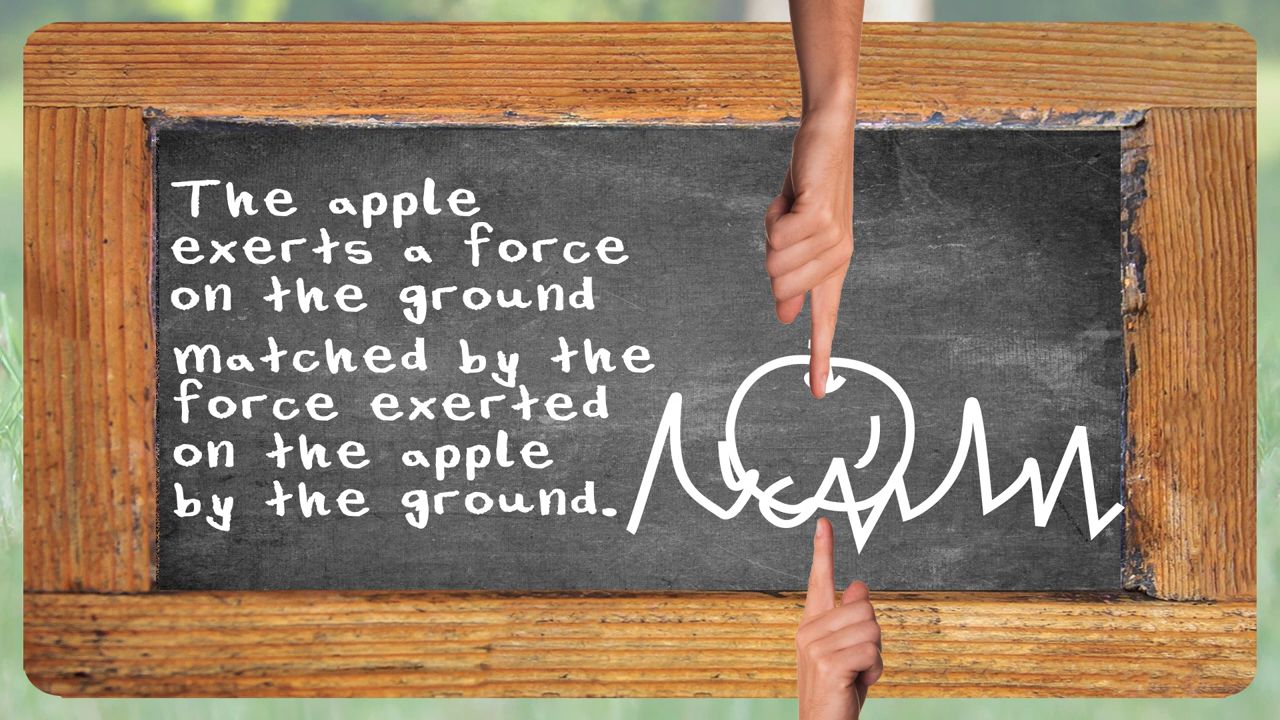 The apple
exerts a force
on the ground
matched by the
force exerted
on the apple
by the ground.